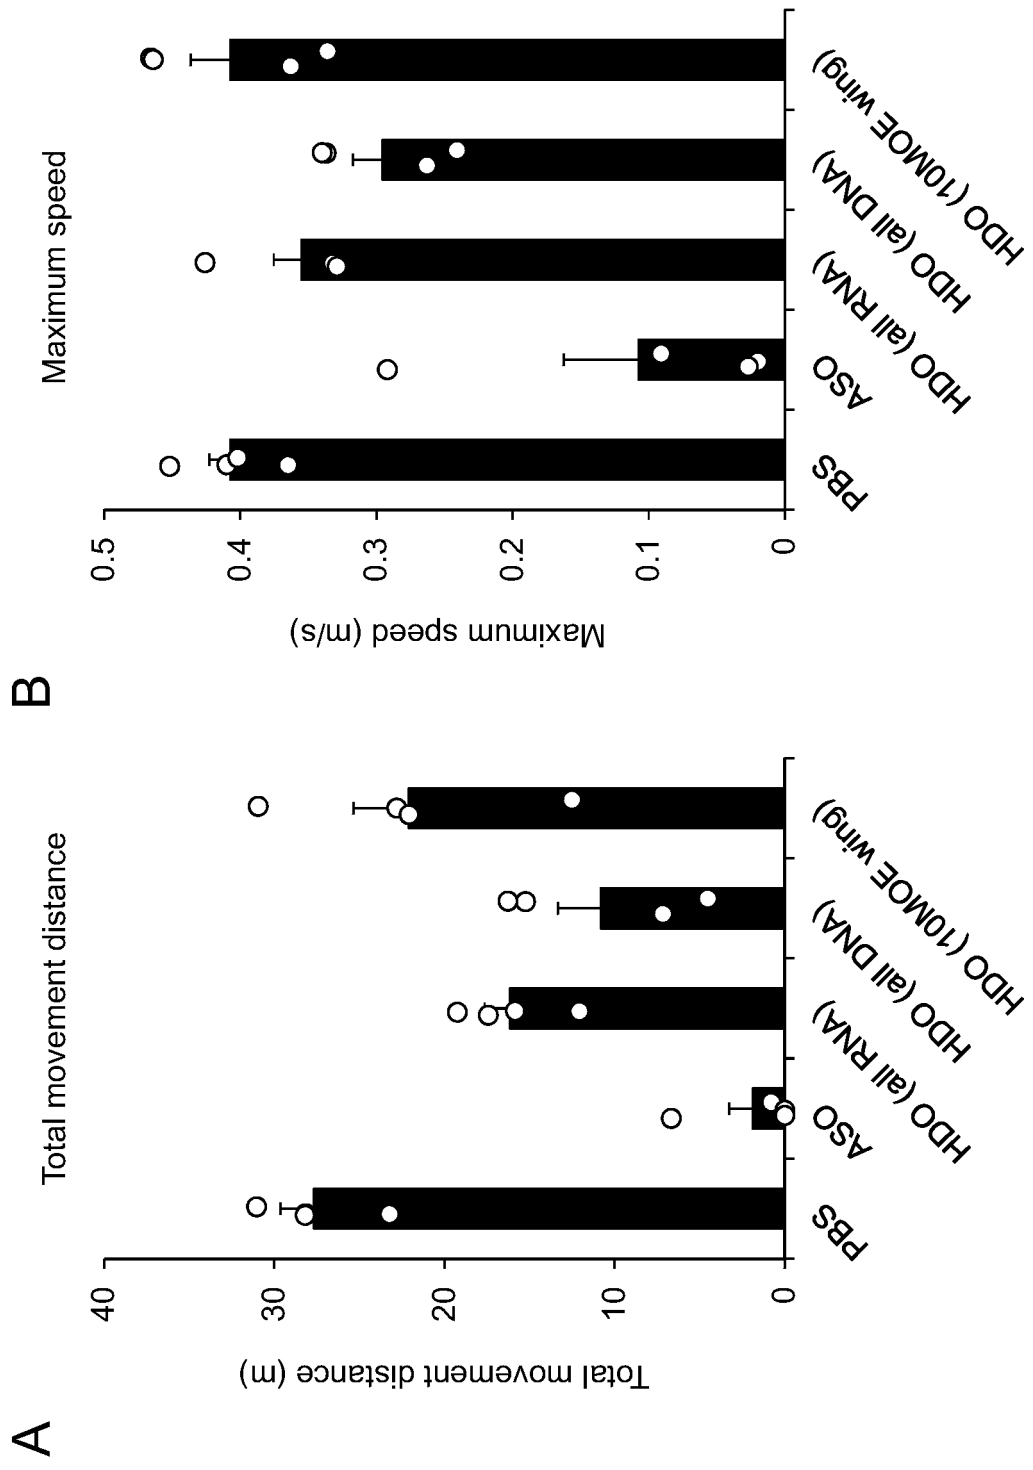 A
Total movement distance
Total movement distance (m)
40
30
20
10
0
PBS
ASO
HDO (all RNA)
HDO (all DNA)
HDO (10MOE wing)
B
Maximum speed
Maximum speed (m/s)
0.5
0.4
0.3
0.2
0.1
0
PBS
ASO
HDO (all RNA)
HDO (all DNA)
HDO (10MOE wing)